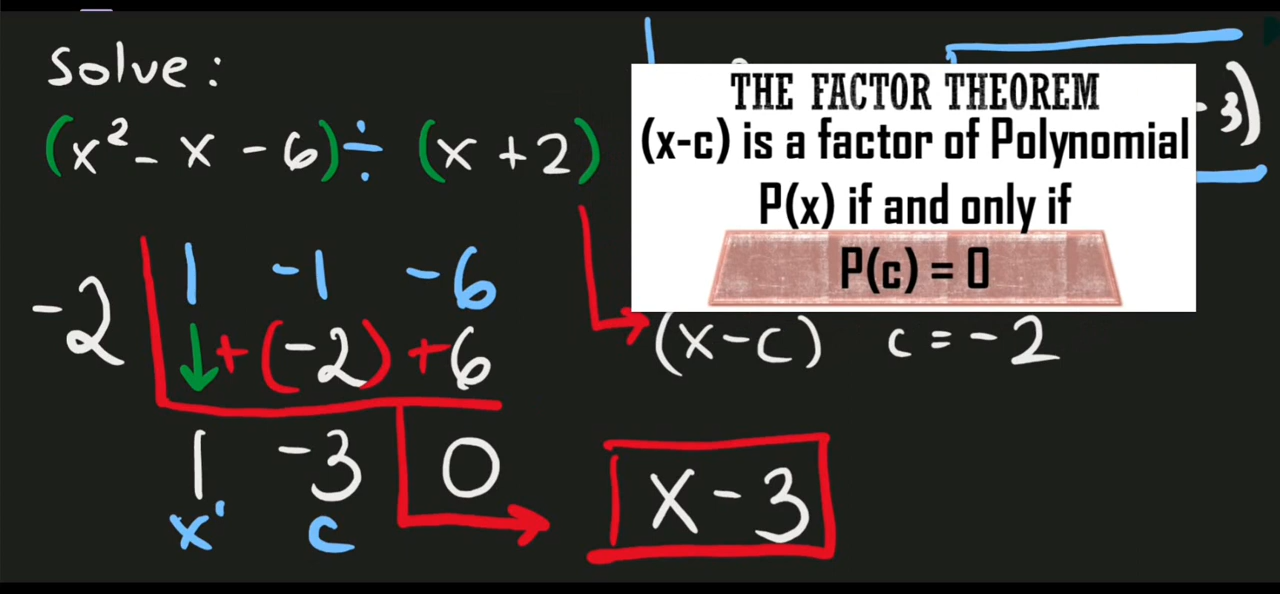 Solve:
(x² - x - 6) ÷ (x + 2)
3)
THE FACTOR THEOREM
(x-c) is a factor of Polynomial
P(x) if and only if
P(c) = 0
-2 1 -1 -6
+ (-2) + 6
(x - c) c = -2
1 -3 0
x¹ c
x - 3